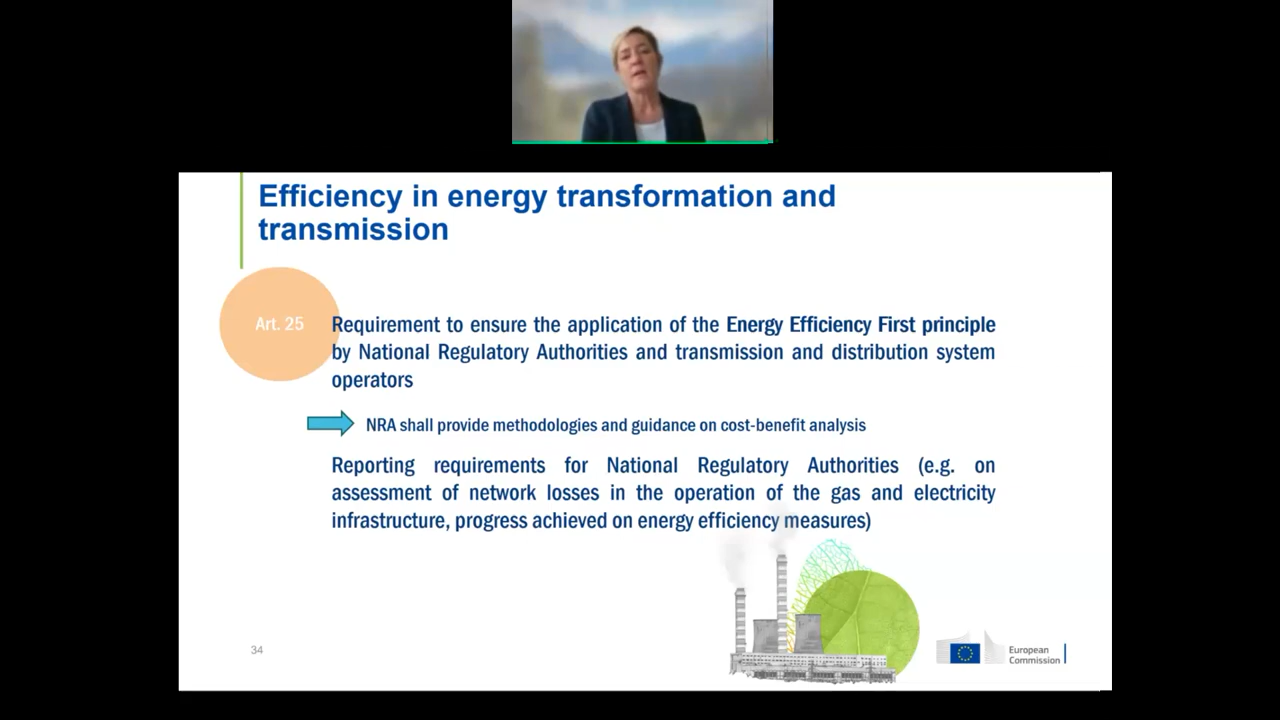 Efficiency in energy transformation and
transmission
Art. 25
Requirement to ensure the application of the Energy Efficiency First principle
by National Regulatory Authorities and transmission and distribution system
operators
NRA shall provide methodologies and guidance on cost-benefit analysis
Reporting requirements for National Regulatory Authorities (e.g. on
assessment of network losses in the operation of the gas and electricity
infrastructure, progress achieved on energy efficiency measures)
34
European
Commission